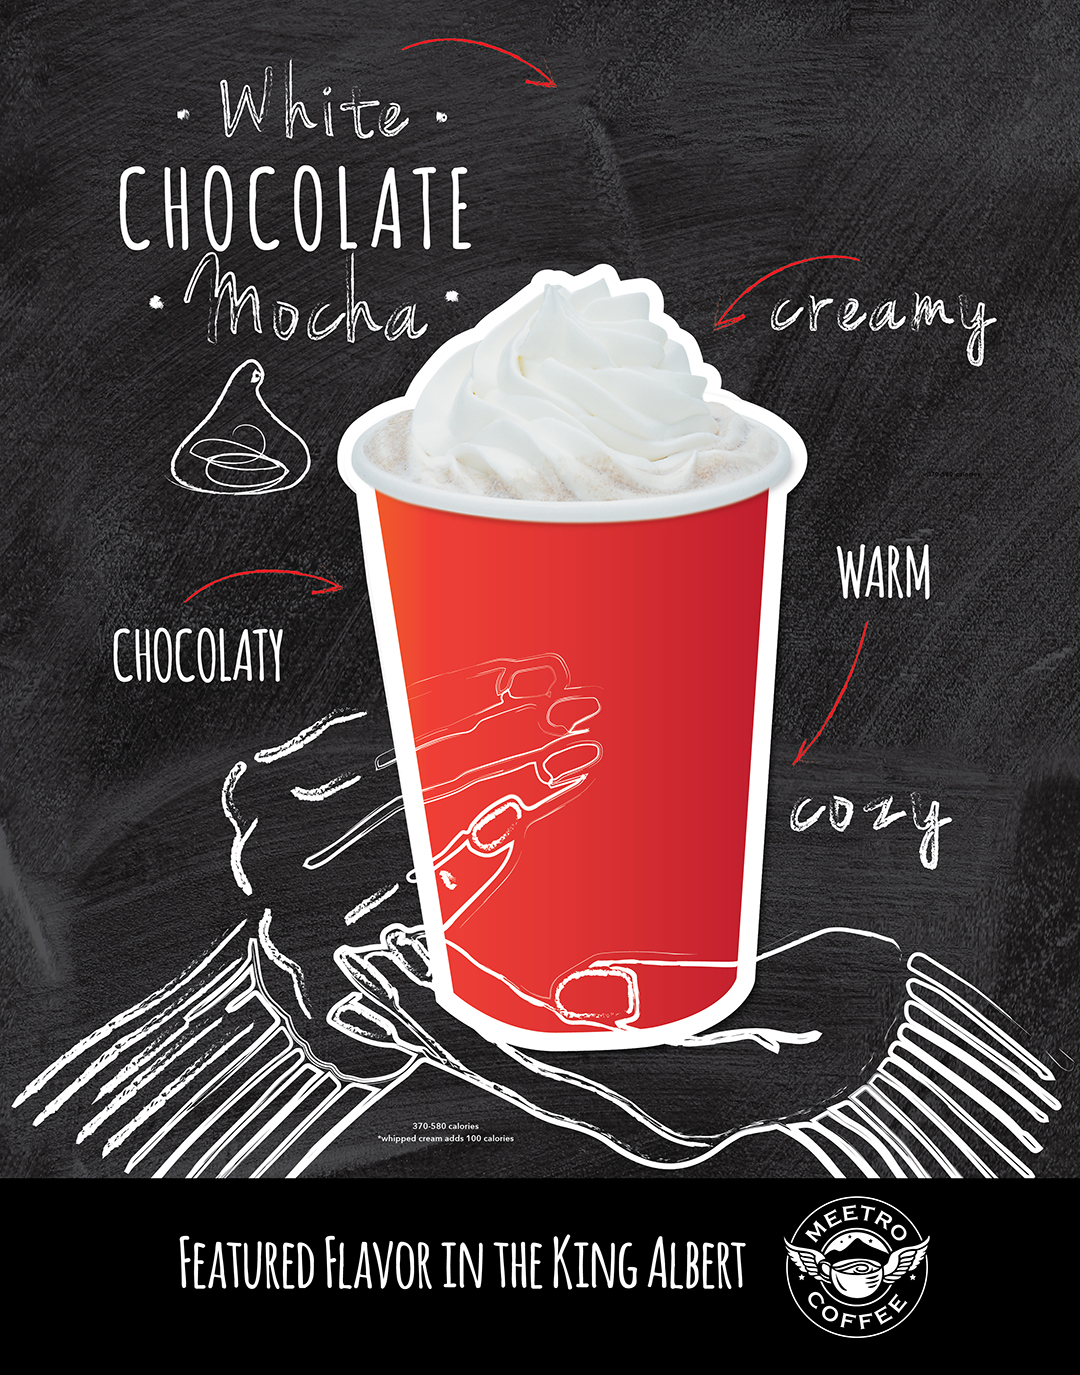 White
CHOCOLATE
Mocha
creamy
WARM
CHOCOLATY
cozy
370-580 calories
*whipped cream adds 100 calories
FEATURED FLAVOR IN THE KING ALBERT
MEETRO
COFFEE